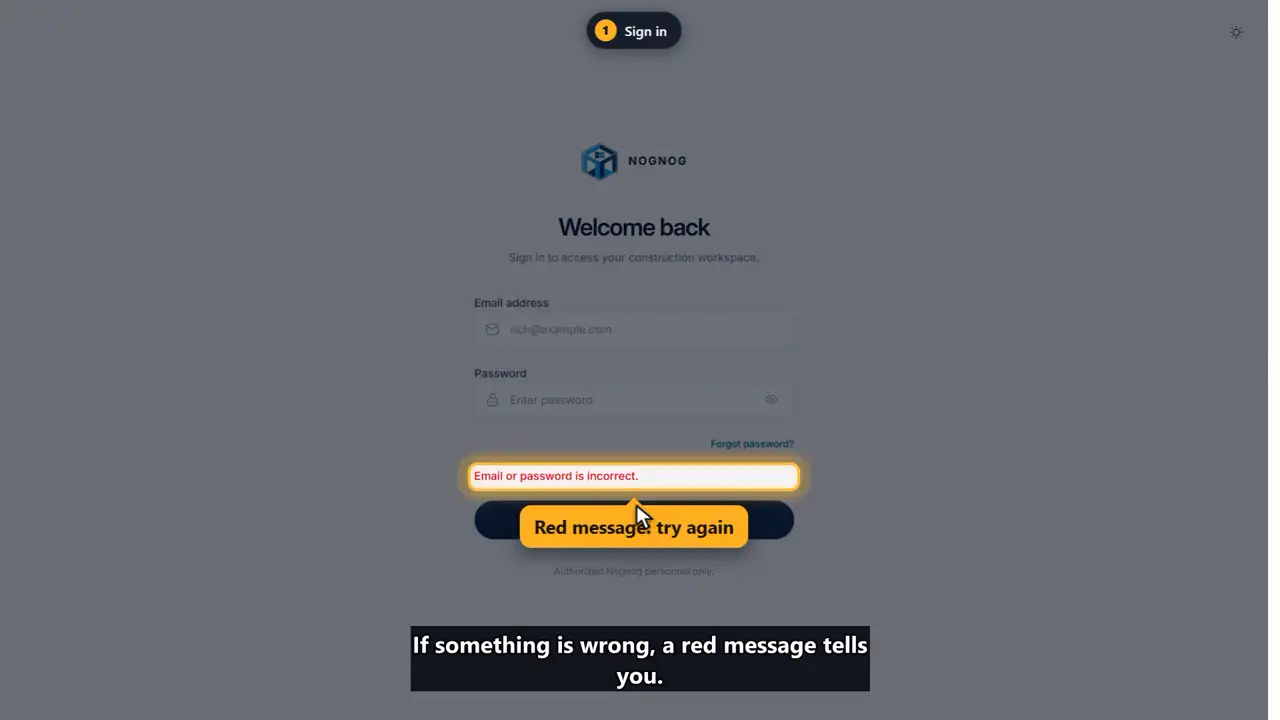 1 Sign in
NOGNOG
Welcome back
Sign in to access your construction workspace.
Email address
rich@example.com
Password
Enter password
Forgot password?
Email or password is incorrect.
Red message: try again
Authorized Nognog personnel only.
If something is wrong, a red message tells
you.